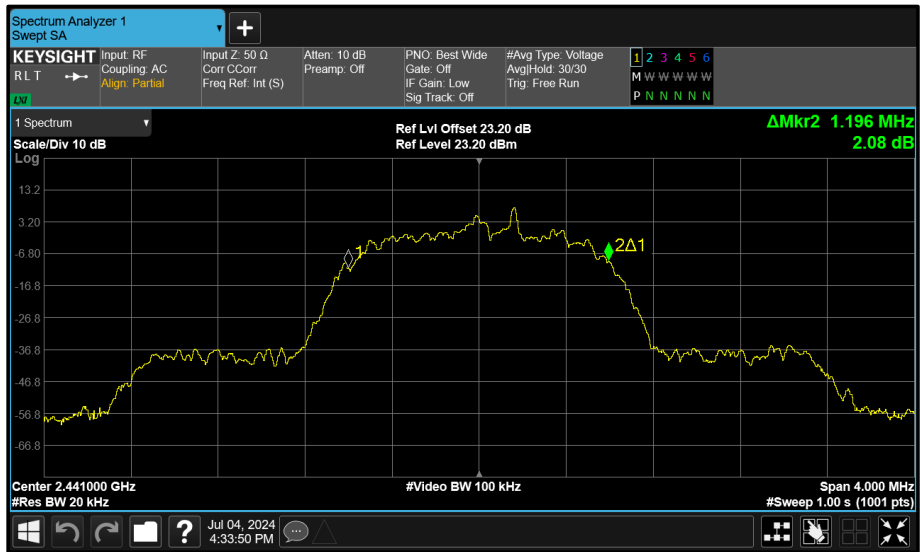 Spectrum Analyzer 1
Swept SA
+
KEYSIGHT
R L T
LXI
Input: RF
Coupling: AC
Align: Partial
Input Z: 50 Ω
Corr CCorr
Freq Ref: Int (S)
Atten: 10 dB
Preamp: Off
PNO: Best Wide
Gate: Off
IF Gain: Low
Sig Track: Off
#Avg Type: Voltage
Avg|Hold: 30/30
Trig: Free Run
1 2 3 4 5 6
M W W W W W
P N N N N N
1 Spectrum
Scale/Div 10 dB
Ref Lvl Offset 23.20 dB
Ref Level 23.20 dBm
ΔMkr2 1.196 MHz
2.08 dB
Log
13.2
3.20
-6.80
-16.8
-26.8
-36.8
-46.8
-56.8
-66.8
1
2Δ1
Center 2.441000 GHz
#Res BW 20 kHz
#Video BW 100 kHz
Span 4.000 MHz
#Sweep 1.00 s (1001 pts)
?
Jul 04, 2024
4:33:50 PM